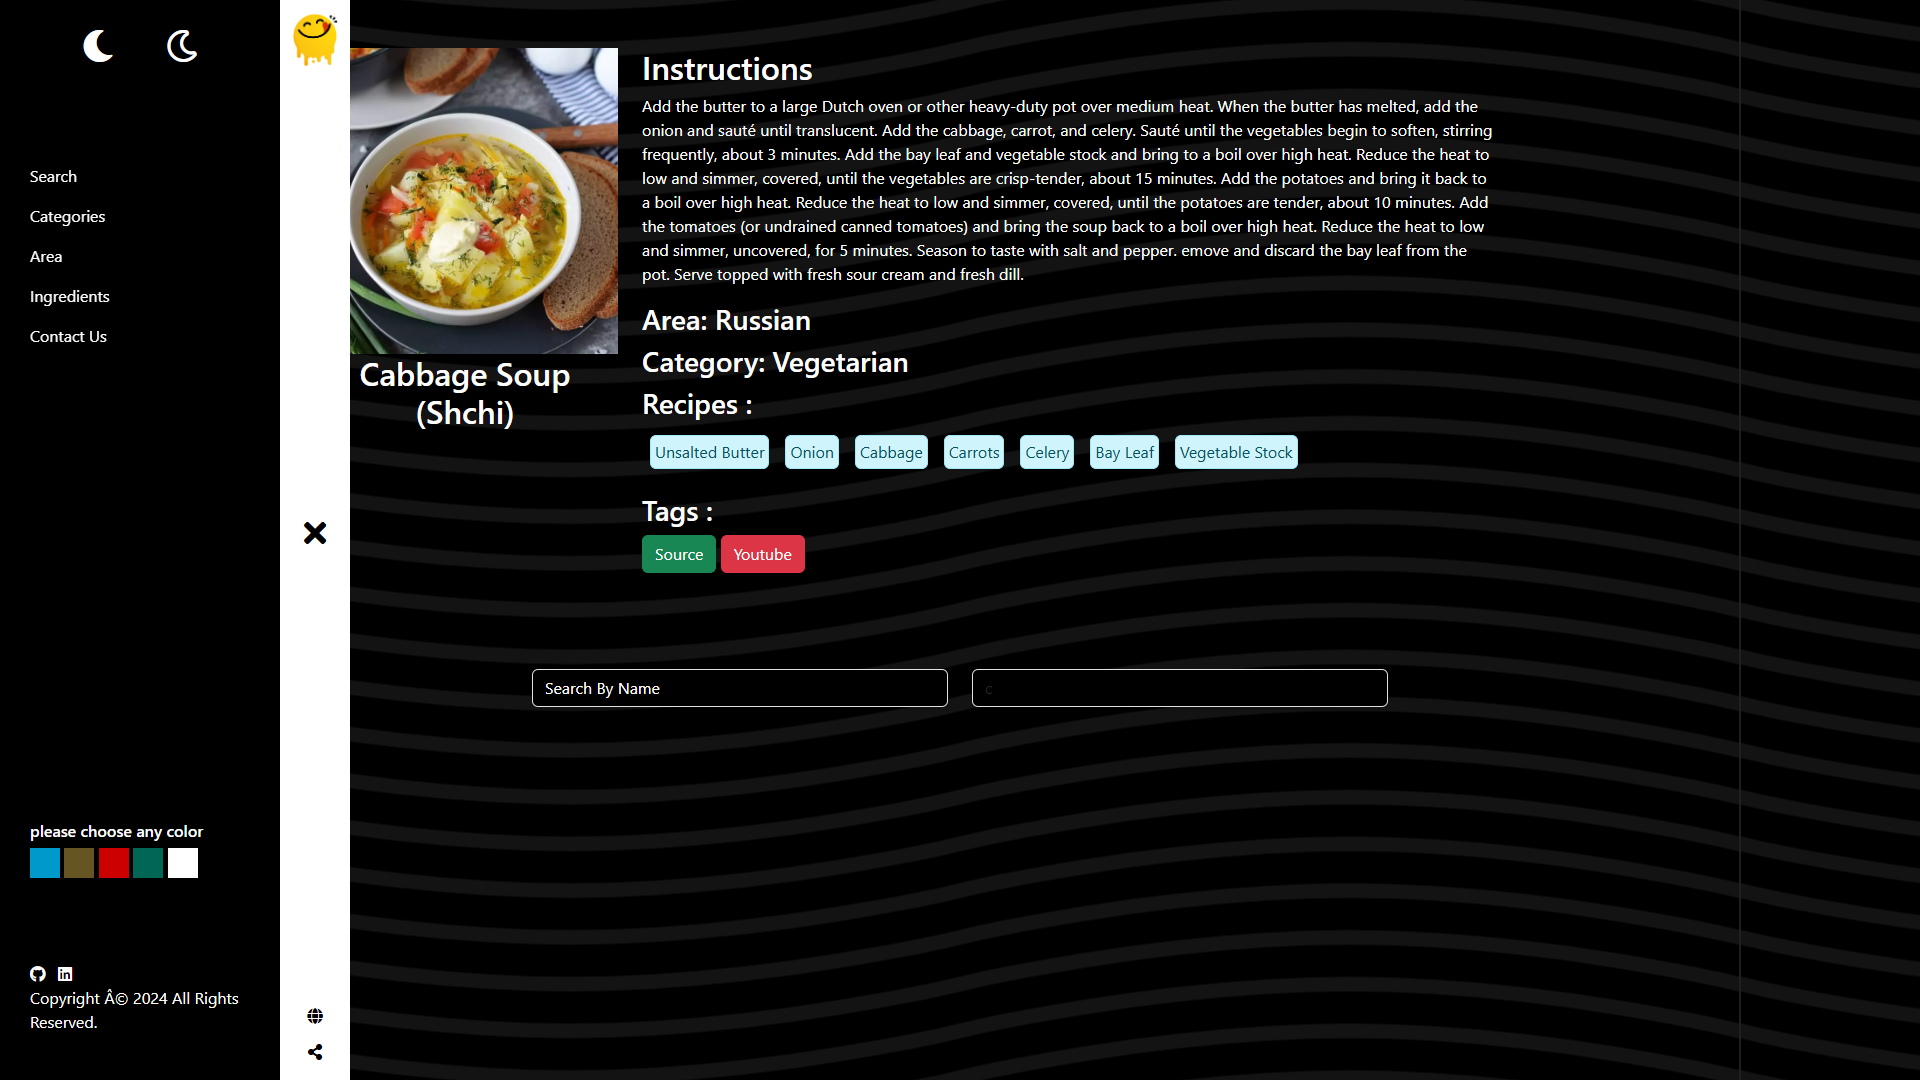 Search
Categories
Area
Ingredients
Contact Us
please choose any color
Copyright Â© 2024 All Rights
Reserved.
Cabbage Soup
(Shchi)
Instructions
Add the butter to a large Dutch oven or other heavy-duty pot over medium heat. When the butter has melted, add the
onion and sauté until translucent. Add the cabbage, carrot, and celery. Sauté until the vegetables begin to soften, stirring
frequently, about 3 minutes. Add the bay leaf and vegetable stock and bring to a boil over high heat. Reduce the heat to
low and simmer, covered, until the vegetables are crisp-tender, about 15 minutes. Add the potatoes and bring it back to
a boil over high heat. Reduce the heat to low and simmer, covered, until the potatoes are tender, about 10 minutes. Add
the tomatoes (or undrained canned tomatoes) and bring the soup back to a boil over high heat. Reduce the heat to low
and simmer, uncovered, for 5 minutes. Season to taste with salt and pepper. emove and discard the bay leaf from the
pot. Serve topped with fresh sour cream and fresh dill.
Area: Russian
Category: Vegetarian
Recipes :
Unsalted Butter Onion Cabbage Carrots Celery Bay Leaf Vegetable Stock
Tags :
Source Youtube
Search By Name c